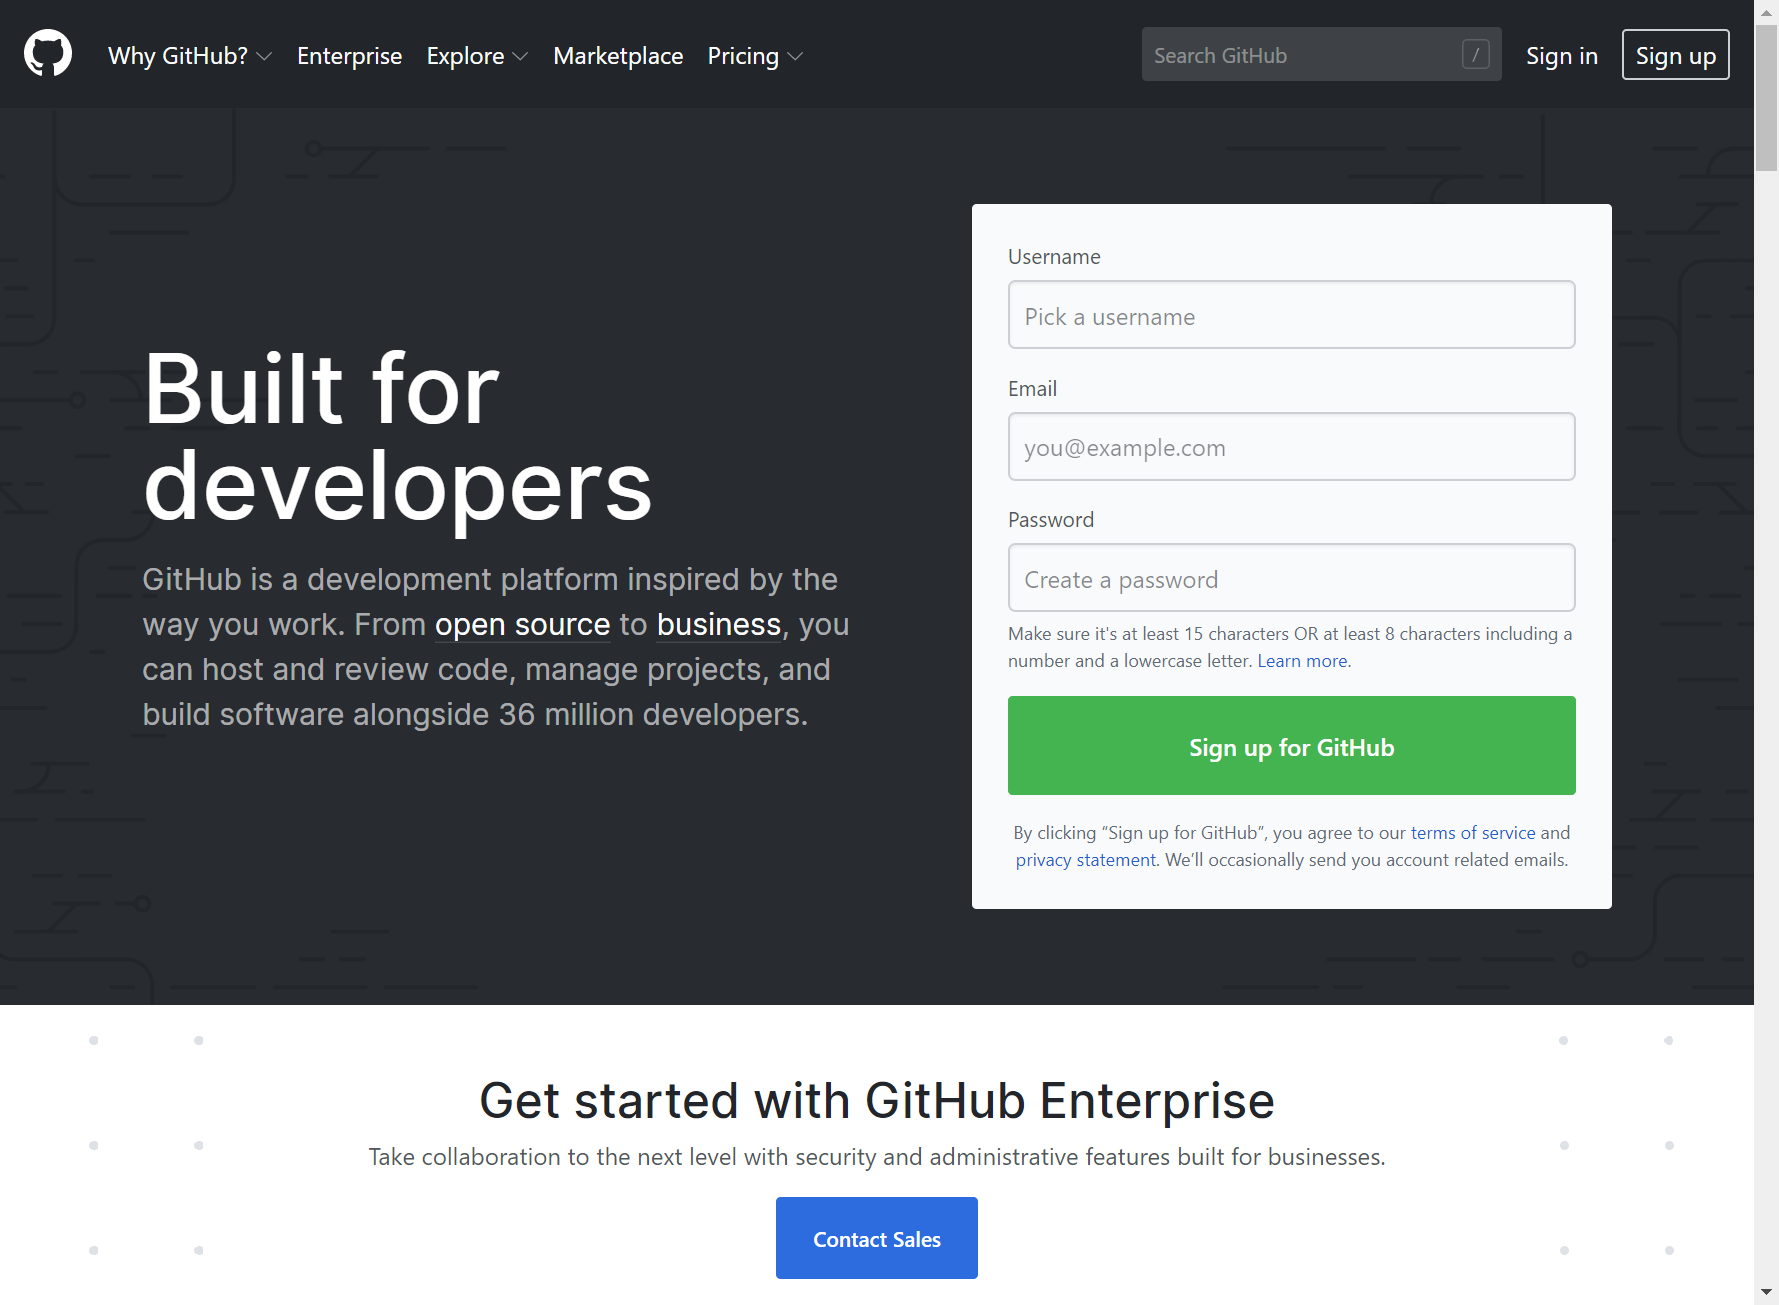 Why GitHub?
Enterprise
Explore
Marketplace
Pricing
Search GitHub
/
Sign in
Sign up
Built for
developers
GitHub is a development platform inspired by the
way you work. From open source to business, you
can host and review code, manage projects, and
build software alongside 36 million developers.
Username
Pick a username
Email
you@example.com
Password
Create a password
Make sure it's at least 15 characters OR at least 8 characters including a
number and a lowercase letter. Learn more.
Sign up for GitHub
By clicking “Sign up for GitHub”, you agree to our terms of service and
privacy statement. We’ll occasionally send you account related emails.
Get started with GitHub Enterprise
Take collaboration to the next level with security and administrative features built for businesses.
Contact Sales